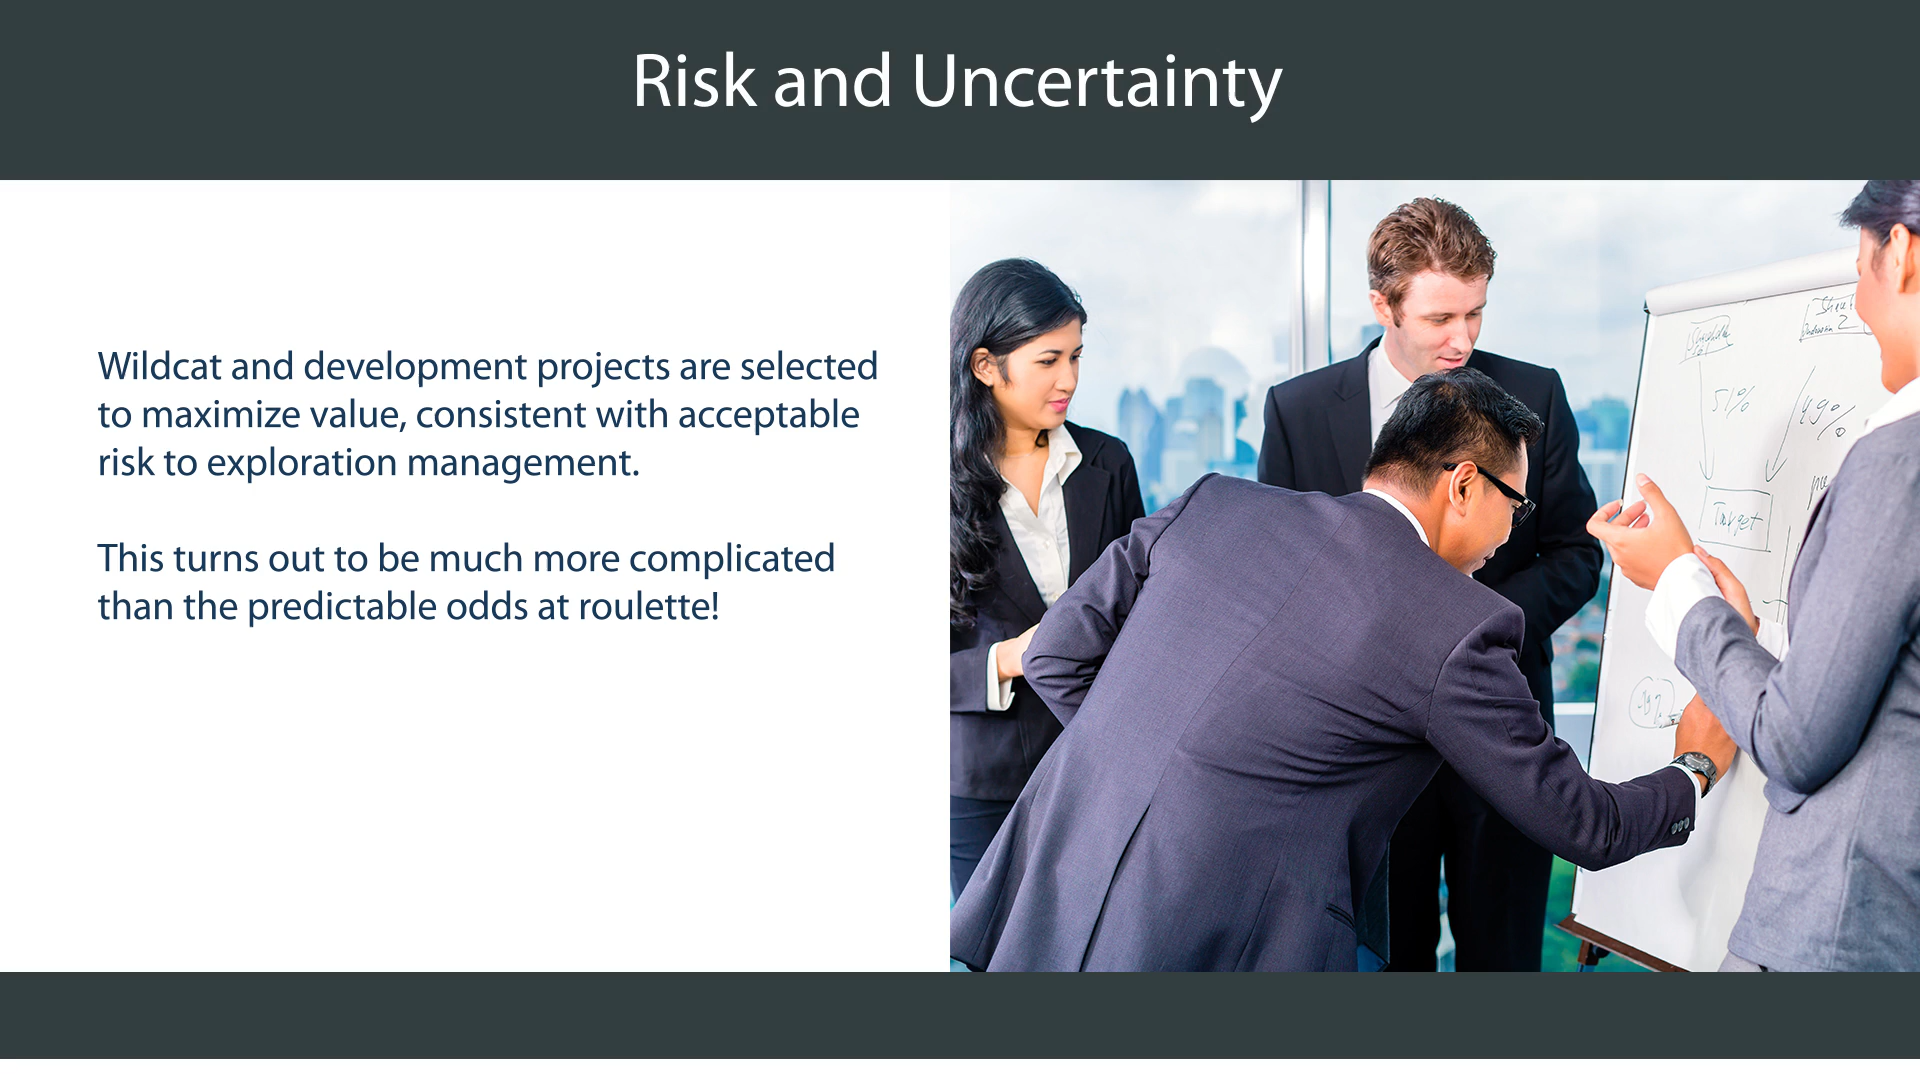 Risk and Uncertainty
Wildcat and development projects are selected
to maximize value, consistent with acceptable
risk to exploration management.
This turns out to be much more complicated
than the predictable odds at roulette!
51%
49%
Target